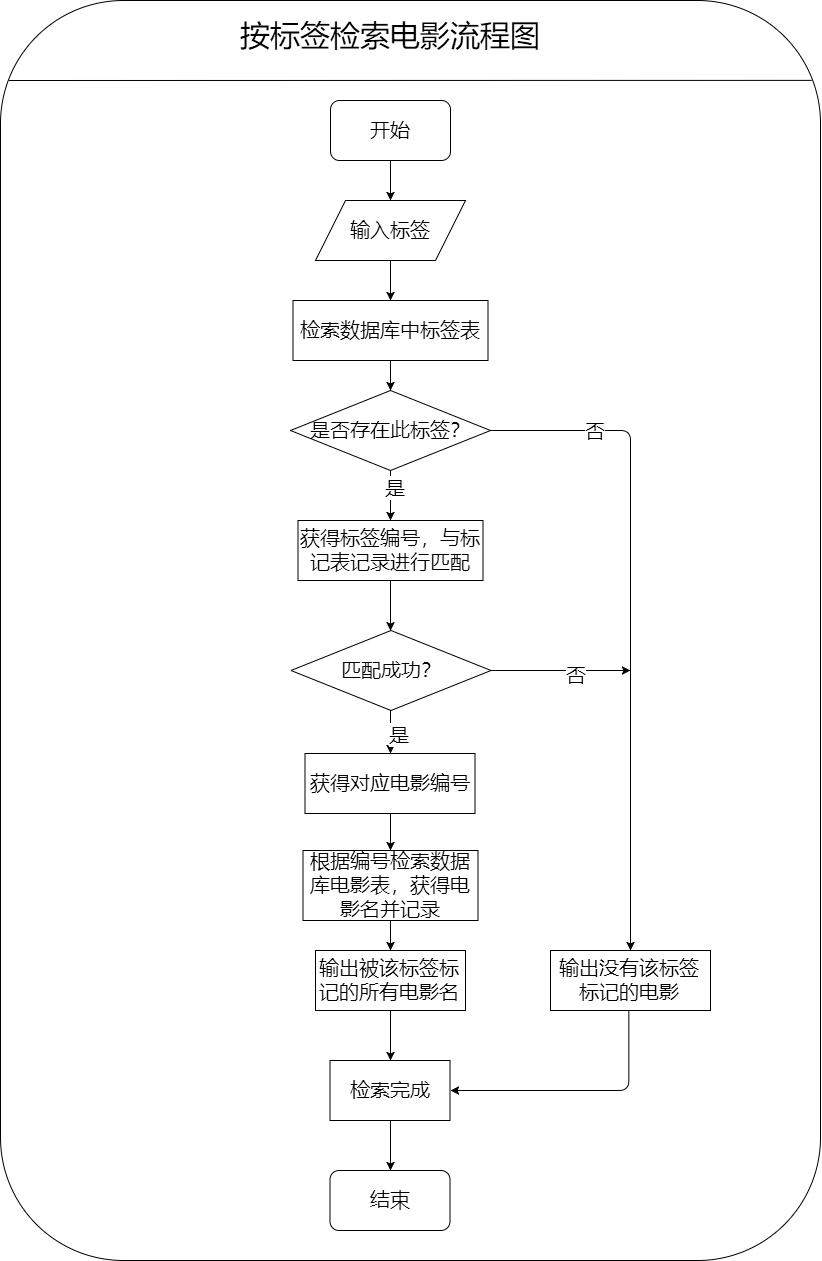 按标签检索电影流程图
开始
输入标签
检索数据库中标签表
是否存在此标签？
否
是
获得标签编号，与标
记表记录进行匹配
匹配成功？
否
是
获得对应电影编号
根据编号检索数据
库电影表，获得电
影名并记录
输出被该标签标
记的所有电影名
输出没有该标签
标记的电影
检索完成
结束